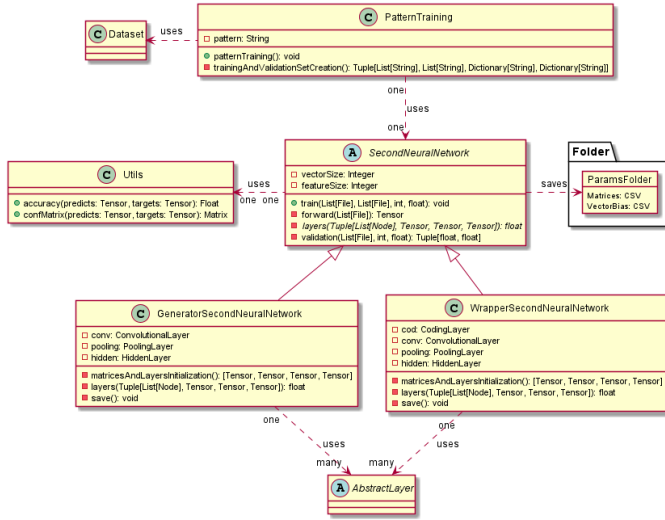 C PatternTraining
pattern: String
patternTraining(): void
trainingAndValidationSetCreation(): Tuple[List[String], List[String], Dictionary[String], Dictionary[String]]
C Dataset
uses
one
uses
one
A SecondNeuralNetwork
vectorSize: Integer
featureSize: Integer
train(List[File], List[File], int, float): void
forward(List[File]): Tensor
layers(Tuple[List[Node], Tensor, Tensor, Tensor]): float
validation(List[File], int, float): Tuple[float, float]
C Utils
accuracy(predicts: Tensor, targets: Tensor): Float
confMatrix(predicts: Tensor, targets: Tensor): Matrix
uses
one one
saves
Folder
ParamsFolder
Matrices: CSV
VectorBias: CSV
C GeneratorSecondNeuralNetwork
conv: ConvolutionalLayer
pooling: PoolingLayer
hidden: HiddenLayer
matricesAndLayersInitialization(): [Tensor, Tensor, Tensor, Tensor]
layers(Tuple[List[Node], Tensor, Tensor, Tensor]): float
save(): void
C WrapperSecondNeuralNetwork
cod: CodingLayer
conv: ConvolutionalLayer
pooling: PoolingLayer
hidden: HiddenLayer
matricesAndLayersInitialization(): [Tensor, Tensor, Tensor, Tensor]
layers(Tuple[List[Node], Tensor, Tensor, Tensor]): float
save(): void
one
uses
many
one
uses
many
A AbstractLayer